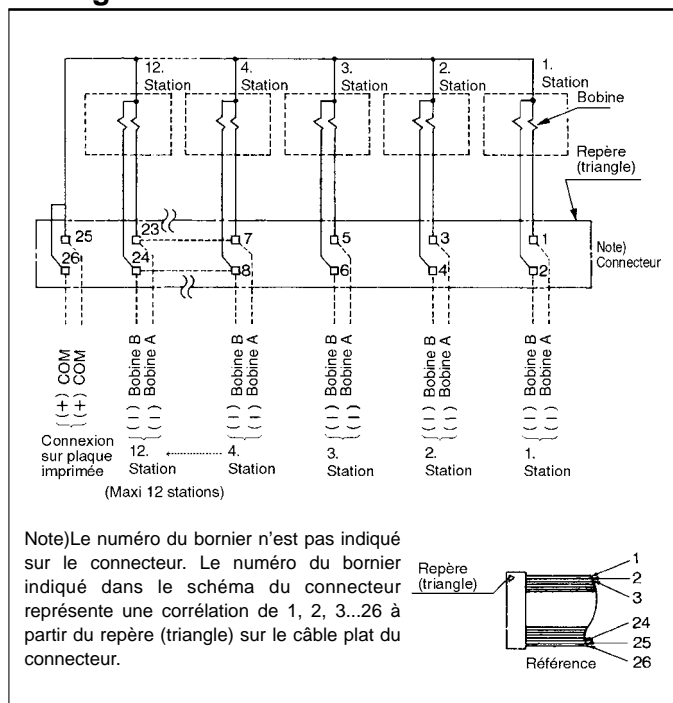 12.
Station
4.
Station
3.
Station
2.
Station
1.
Station
Bobine
Repère
(triangle)
25
26
23
24
7
8
5
6
3
4
1
2
Note)
Connecteur
(+) COM
(+) COM
(−) Bobine B
(−) Bobine A
(−) Bobine B
(−) Bobine A
(−) Bobine B
(−) Bobine A
(−) Bobine B
(−) Bobine A
(−) Bobine B
(−) Bobine A
Connexion
sur plaque
imprimée
12.
Station
4.
Station
3.
Station
2.
Station
1.
Station
(Maxi 12 stations)
Note)Le numéro du bornier n’est pas indiqué
sur le connecteur. Le numéro du bornier
indiqué dans le schéma du connecteur
représente une corrélation de 1, 2, 3...26 à
partir du repère (triangle) sur le câble plat du
connecteur.
Repère
(triangle)
1
2
3
24
25
26
Référence